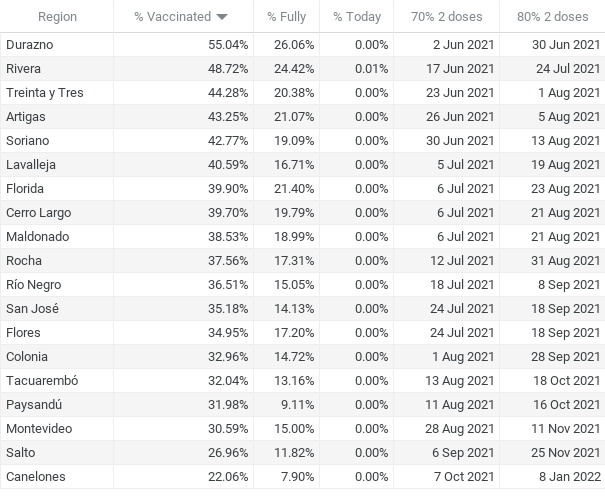 Region % Vaccinated % Fully % Today 70% 2 doses 80% 2 doses
Durazno 55.04% 26.06% 0.00% 2 Jun 2021 30 Jun 2021
Rivera 48.72% 24.42% 0.01% 17 Jun 2021 24 Jul 2021
Treinta y Tres 44.28% 20.38% 0.00% 23 Jun 2021 1 Aug 2021
Artigas 43.25% 21.07% 0.00% 26 Jun 2021 5 Aug 2021
Soriano 42.77% 19.09% 0.00% 30 Jun 2021 13 Aug 2021
Lavalleja 40.59% 16.71% 0.00% 5 Jul 2021 19 Aug 2021
Florida 39.90% 21.40% 0.00% 6 Jul 2021 23 Aug 2021
Cerro Largo 39.70% 19.79% 0.00% 6 Jul 2021 21 Aug 2021
Maldonado 38.53% 18.99% 0.00% 6 Jul 2021 21 Aug 2021
Rocha 37.56% 17.31% 0.00% 12 Jul 2021 31 Aug 2021
Río Negro 36.51% 15.05% 0.00% 18 Jul 2021 8 Sep 2021
San José 35.18% 14.13% 0.00% 24 Jul 2021 18 Sep 2021
Flores 34.95% 17.20% 0.00% 24 Jul 2021 18 Sep 2021
Colonia 32.96% 14.72% 0.00% 1 Aug 2021 28 Sep 2021
Tacuarembó 32.04% 13.16% 0.00% 13 Aug 2021 18 Oct 2021
Paysandú 31.98% 9.11% 0.00% 11 Aug 2021 16 Oct 2021
Montevideo 30.59% 15.00% 0.00% 28 Aug 2021 11 Nov 2021
Salto 26.96% 11.82% 0.00% 6 Sep 2021 25 Nov 2021
Canelones 22.06% 7.90% 0.00% 7 Oct 2021 8 Jan 2022